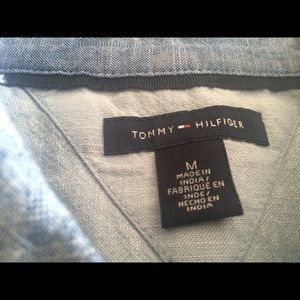 TOMMY HILFIGER
M
MADE IN
INDIA/
FABRIQUÉ EN
INDE/
HECHO EN
INDIA